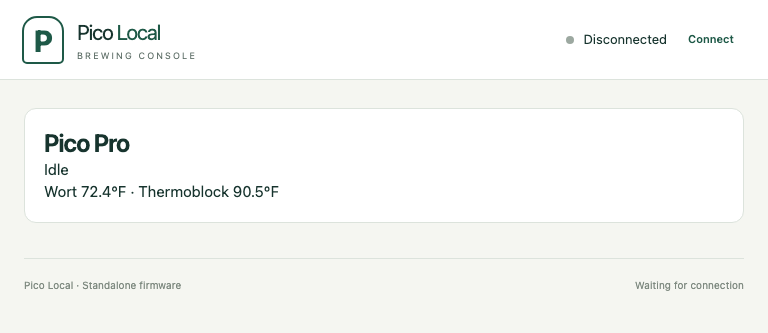 P
Pico Local
BREWING CONSOLE
Disconnected
Connect
Pico Pro
Idle
Wort 72.4°F · Thermoblock 90.5°F
Pico Local · Standalone firmware
Waiting for connection